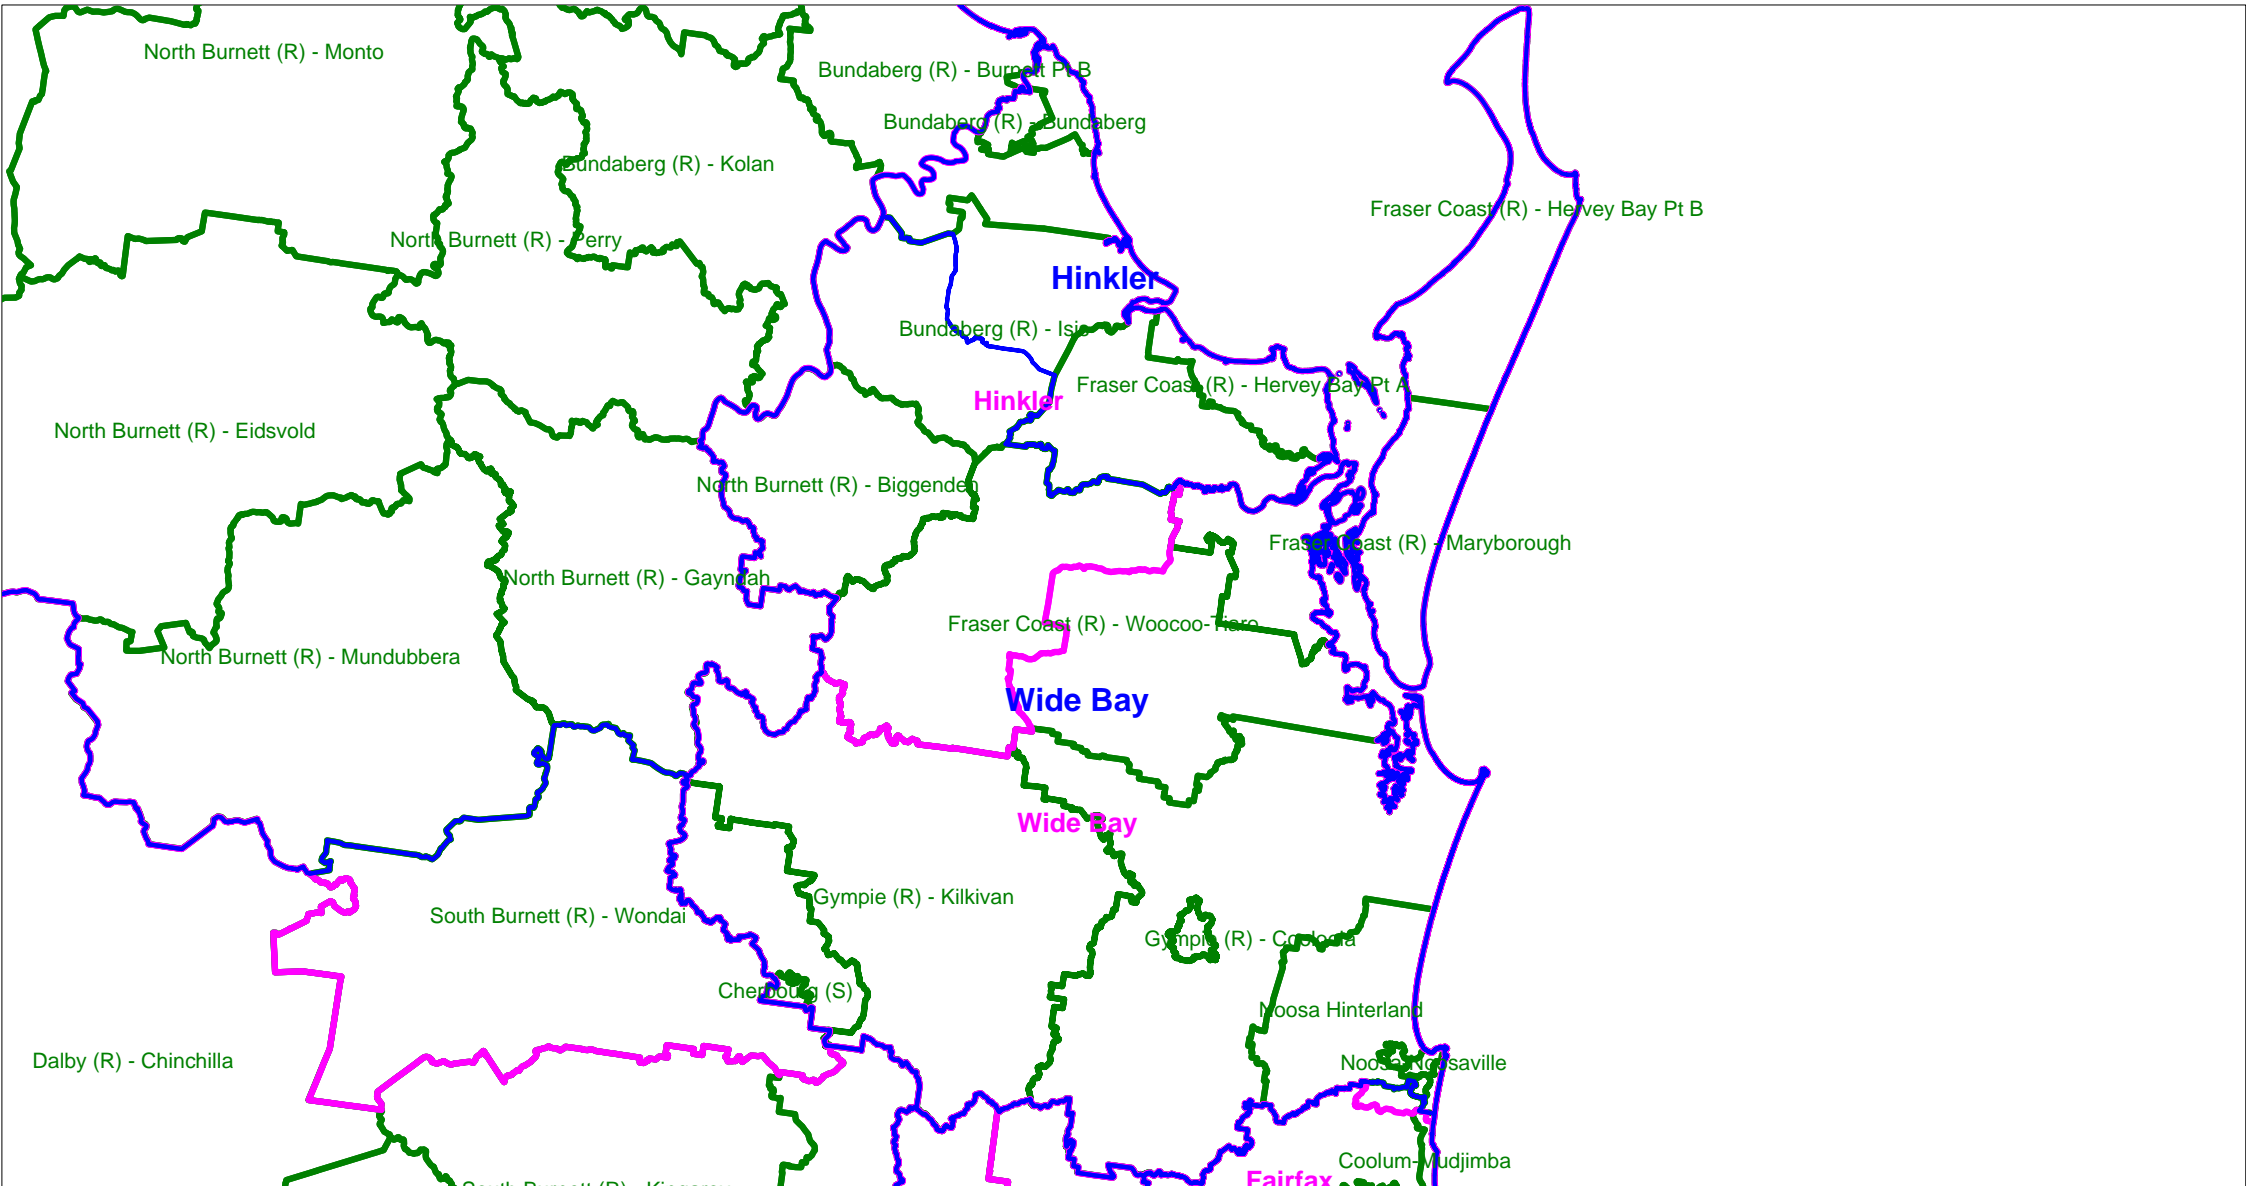 North Burnett (R) - Monto
Bundaberg (R) - Burnett Pt B
Bundaberg (R) - Bundaberg
Bundaberg (R) - Kolan
Fraser Coast (R) - Hervey Bay Pt B
North Burnett (R) - Perry
Hinkler
Bundaberg (R) - Isis
Fraser Coast (R) - Hervey Bay Pt A
Hinkler
North Burnett (R) - Eidsvold
North Burnett (R) - Biggenden
Fraser Coast (R) - Maryborough
North Burnett (R) - Gayndah
Fraser Coast (R) - Woocoo-Tiaro
North Burnett (R) - Mundubbera
Wide Bay
Wide Bay
Gympie (R) - Kilkivan
South Burnett (R) - Wondai
Gympie (R) - Cooloola
Cherbourg (S)
Noosa Hinterland
Dalby (R) - Chinchilla
Noosa-Noosaville
Coolum-Mudjimba
Fairfax
South Burnett (R) - Kingaroy